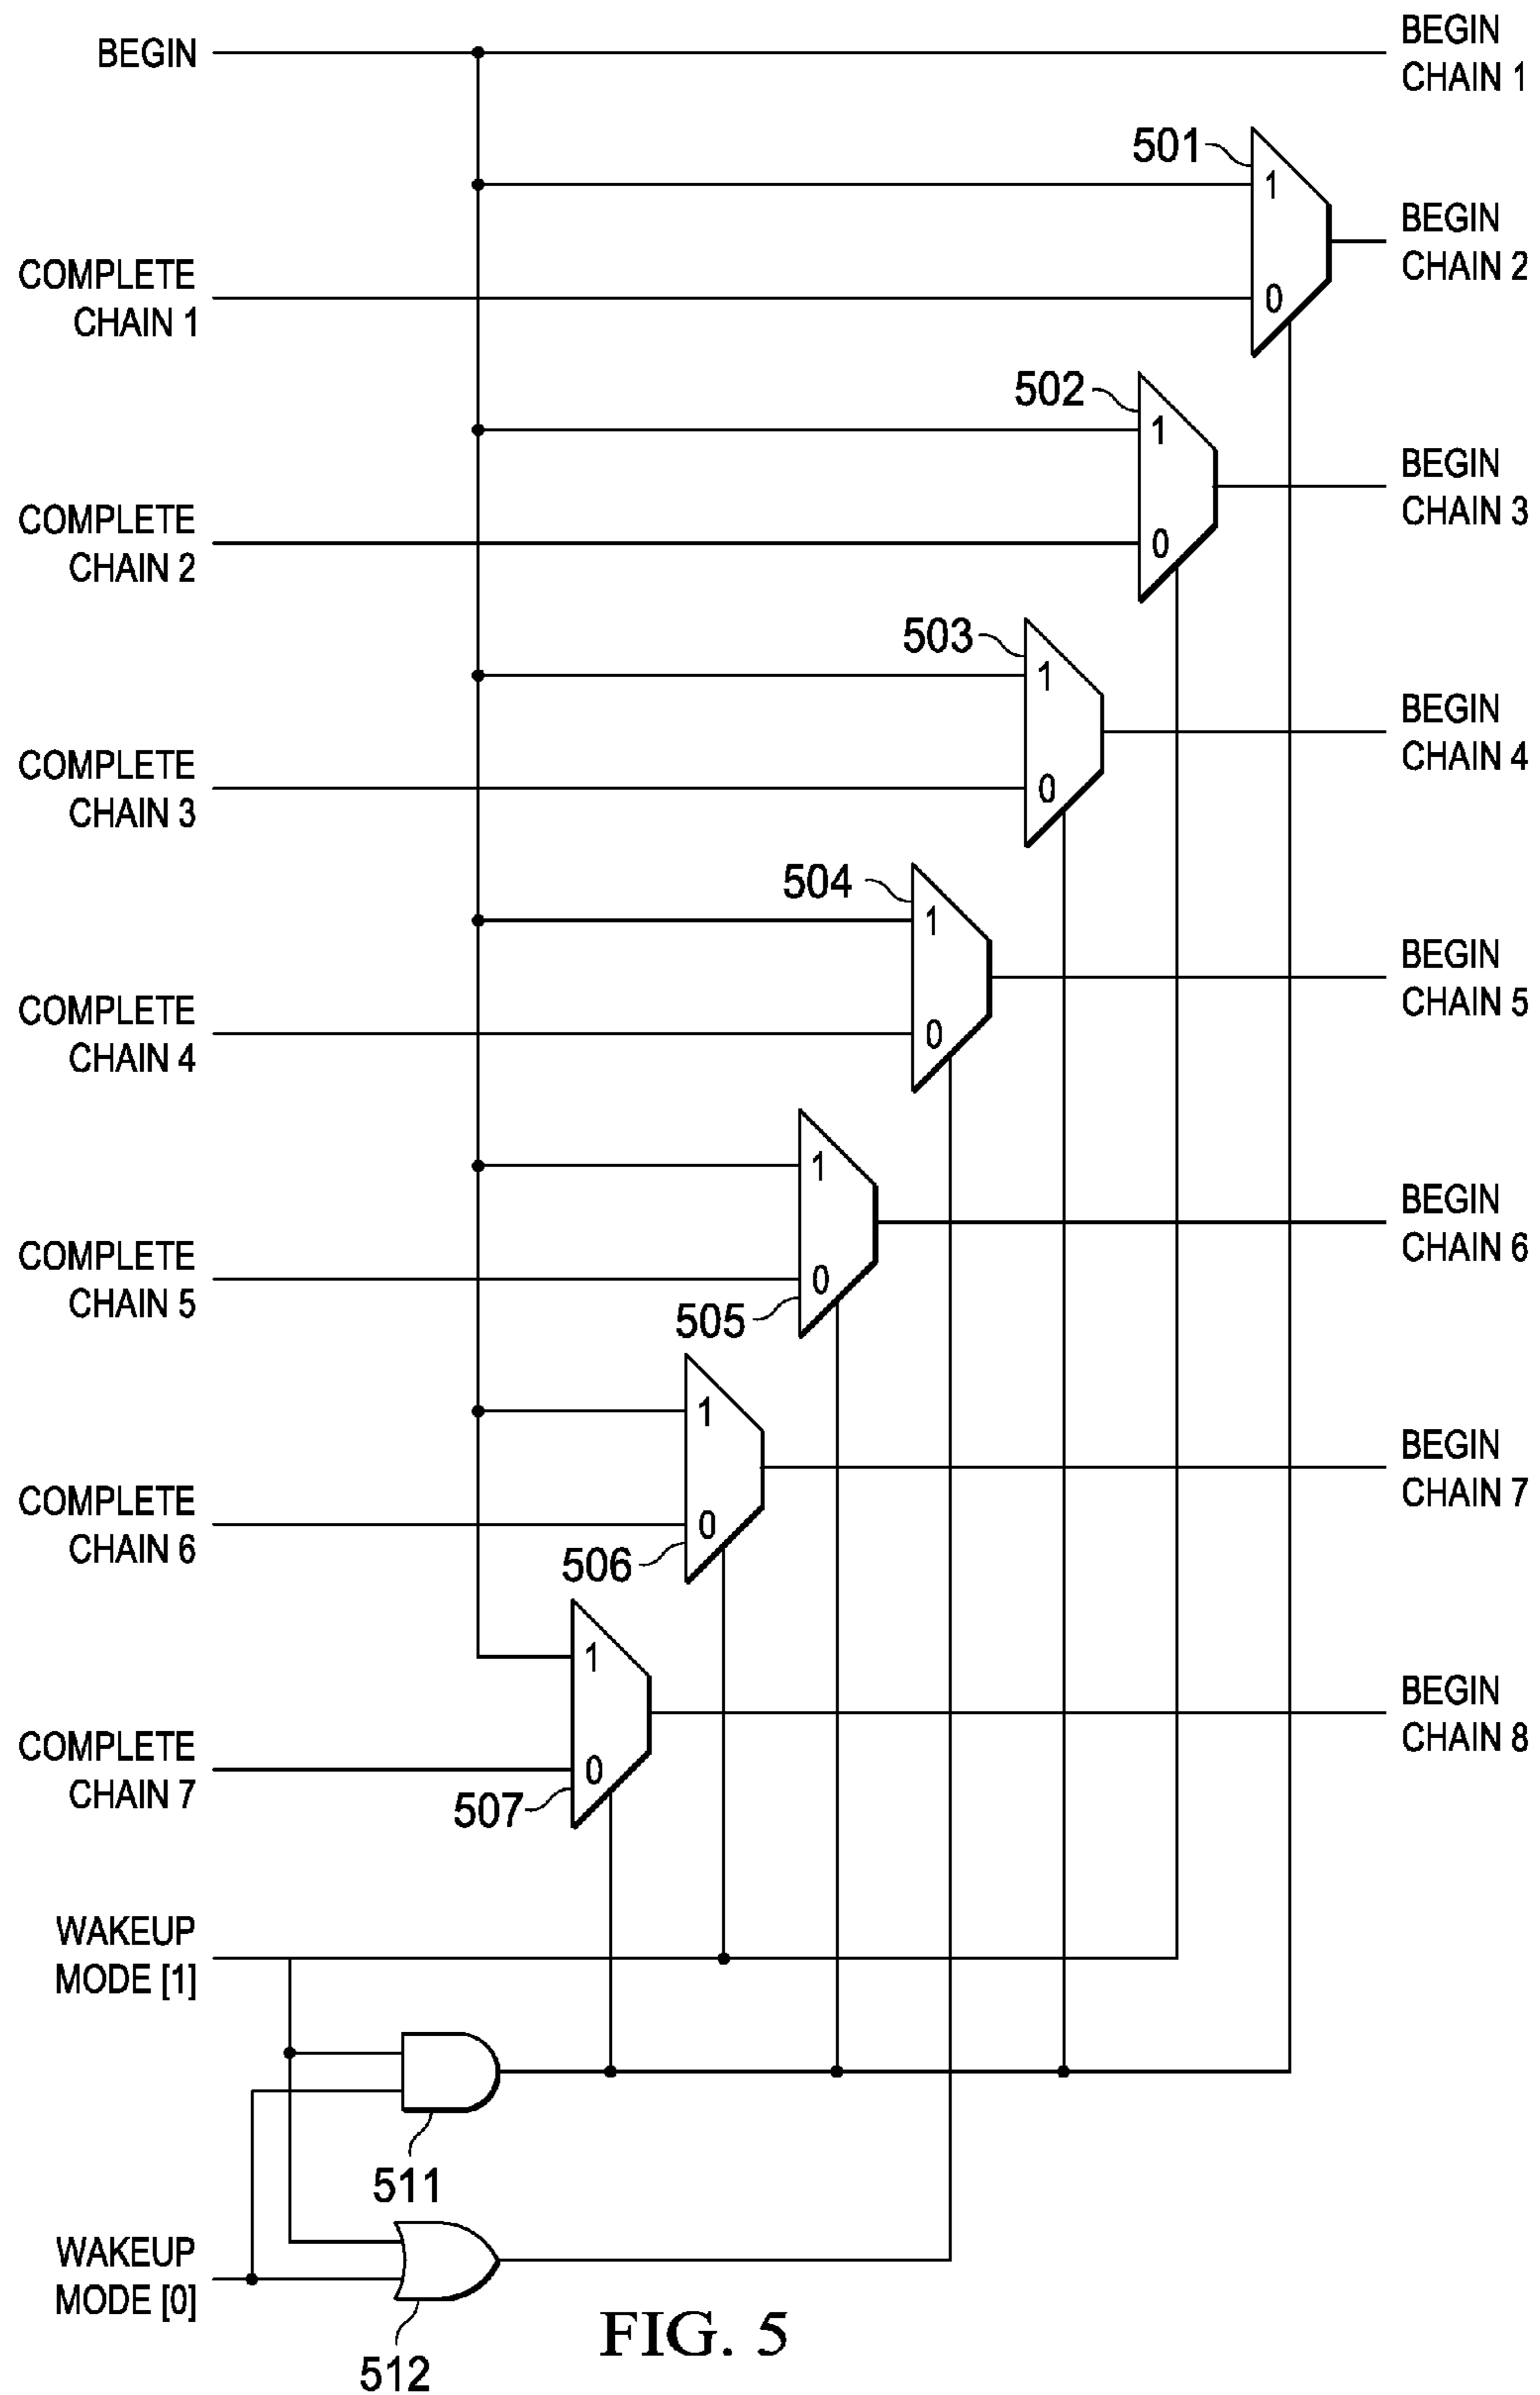 BEGIN
BEGIN
CHAIN 1
501
1
BEGIN
CHAIN 2
COMPLETE
CHAIN 1
0
502
1
BEGIN
CHAIN 3
COMPLETE
CHAIN 2
0
503
1
BEGIN
CHAIN 4
COMPLETE
CHAIN 3
0
504
1
BEGIN
CHAIN 5
COMPLETE
CHAIN 4
0
1
BEGIN
CHAIN 6
COMPLETE
CHAIN 5
0
505
1
BEGIN
CHAIN 7
COMPLETE
CHAIN 6
0
506
1
BEGIN
CHAIN 8
COMPLETE
CHAIN 7
0
507
WAKEUP
MODE [1]
511
WAKEUP
MODE [0]
512
FIG. 5